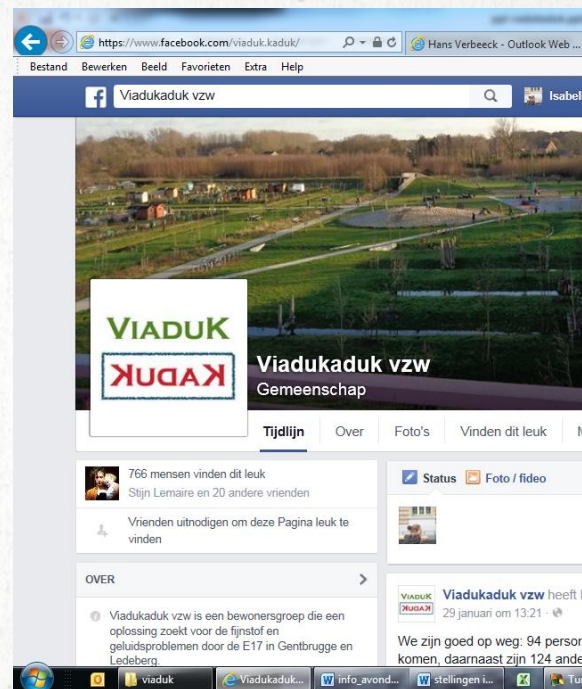 https://www.facebook.com/viaduk.kaduk/
Hans Verbeeck - Outlook Web ...
Bestand Bewerken Beeld Favorieten Extra Help
Viadukaduk vzw
Isabel
VIADUK
KADUK
Viadukaduk vzw
Gemeenschap
Tijdlijn Over Foto's Vinden dit leuk
766 mensen vinden dit leuk
Stijn Lemaire en 20 andere vrienden
Vrienden uitnodigen om deze Pagina leuk te
vinden
Status Foto / fideo
OVER
Viadukaduk vzw is een bewonersgroep die een
oplossing zoekt voor de fijnstof en
geluidsproblemen door de E17 in Gentbrugge en
Ledeberg.
VIADUK
KADUK
Viadukaduk vzw heeft
29 januari om 13:21
We zijn goed op weg: 94 person
komen, daarnaast zijn 124 ande
viaduk
Viadukaduk...
info_avond...
stellingen i...